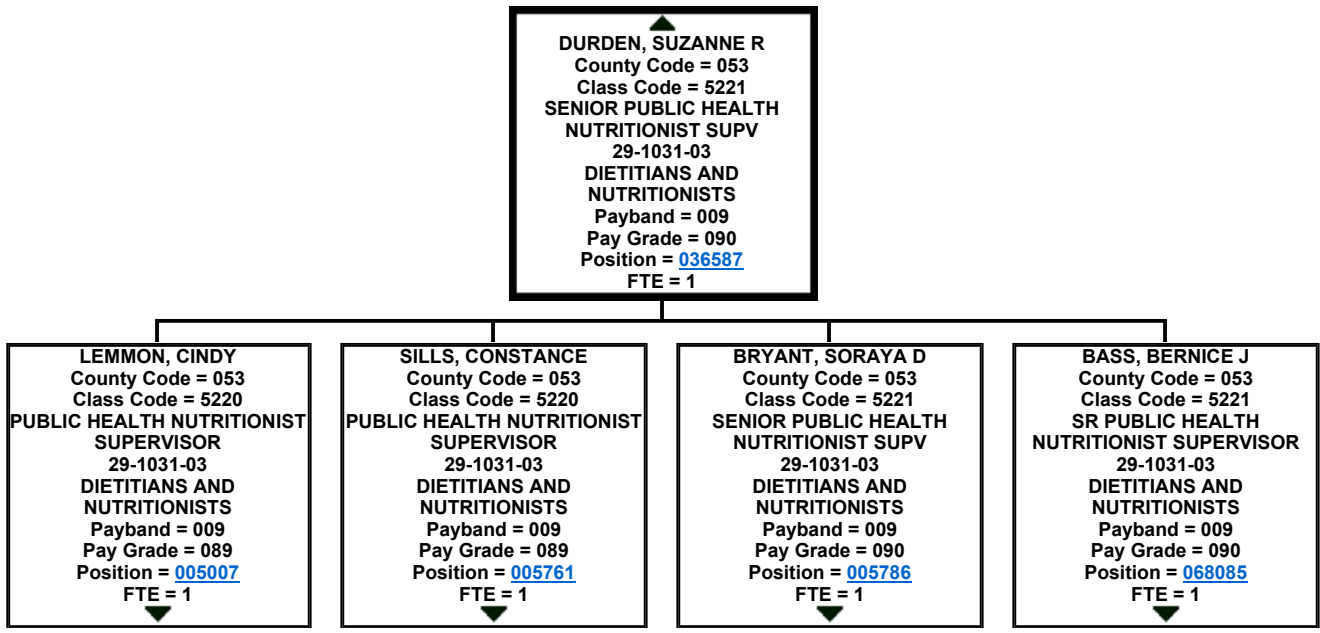 DURDEN, SUZANNE R
County Code = 053
Class Code = 5221
SENIOR PUBLIC HEALTH
NUTRITIONIST SUPV
29-1031-03
DIETITIANS AND
NUTRITIONISTS
Payband = 009
Pay Grade = 090
Position = 036587
FTE = 1
LEMMON, CINDY
County Code = 053
Class Code = 5220
PUBLIC HEALTH NUTRITIONIST
SUPERVISOR
29-1031-03
DIETITIANS AND
NUTRITIONISTS
Payband = 009
Pay Grade = 089
Position = 005007
FTE = 1
SILLS, CONSTANCE
County Code = 053
Class Code = 5220
PUBLIC HEALTH NUTRITIONIST
SUPERVISOR
29-1031-03
DIETITIANS AND
NUTRITIONISTS
Payband = 009
Pay Grade = 089
Position = 005761
FTE = 1
BRYANT, SORAYA D
County Code = 053
Class Code = 5221
SENIOR PUBLIC HEALTH
NUTRITIONIST SUPV
29-1031-03
DIETITIANS AND
NUTRITIONISTS
Payband = 009
Pay Grade = 090
Position = 005786
FTE = 1
BASS, BERNICE J
County Code = 053
Class Code = 5221
SR PUBLIC HEALTH
NUTRITIONIST SUPERVISOR
29-1031-03
DIETITIANS AND
NUTRITIONISTS
Payband = 009
Pay Grade = 090
Position = 068085
FTE = 1